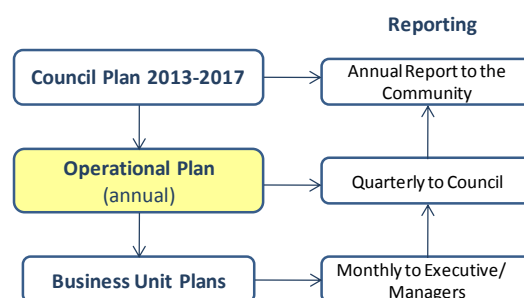 Reporting
Council Plan 2013-2017
Annual Report to the
Community
Operational Plan
(annual)
Quarterly to Council
Business Unit Plans
Monthly to Executive/
Managers